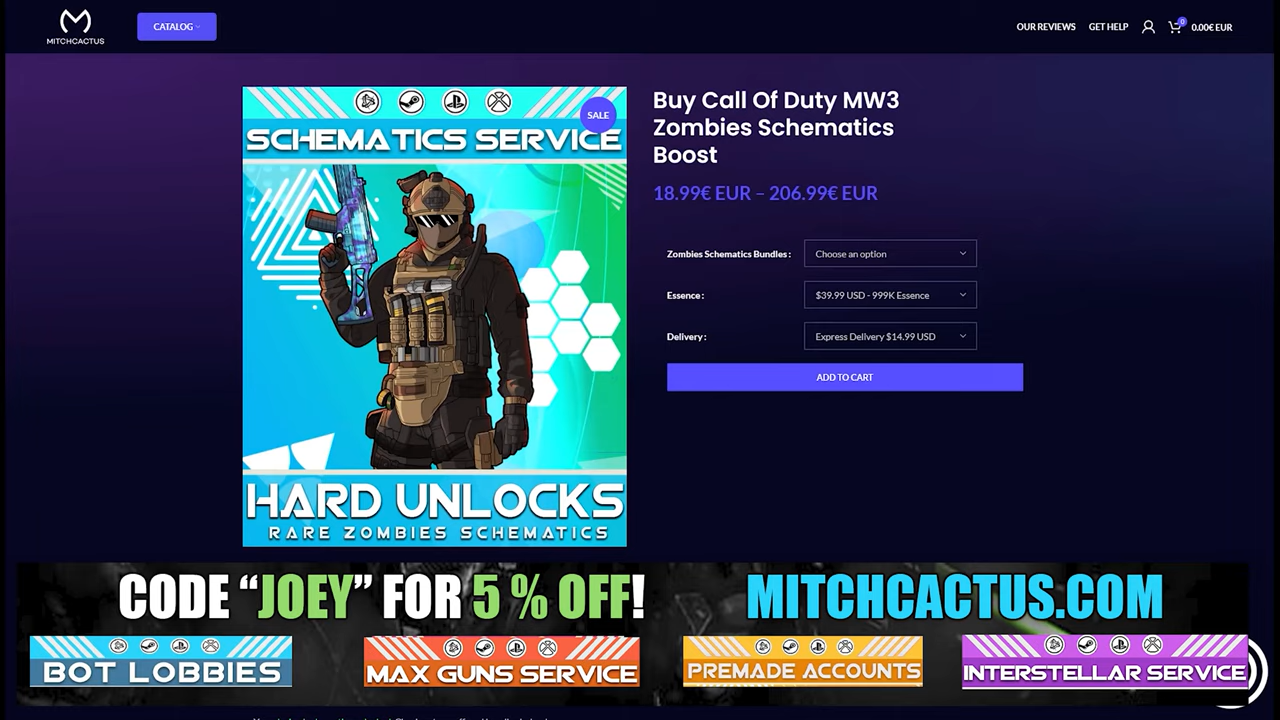 MITCHCACTUS
CATALOG
OUR REVIEWS
GET HELP
0
0.00€ EUR
SALE
SCHEMATICS SERVICE
HARD UNLOCKS
RARE ZOMBIES SCHEMATICS
Buy Call Of Duty MW3
Zombies Schematics
Boost
18.99€ EUR – 206.99€ EUR
Zombies Schematics Bundles :
Choose an option
Essence :
$39.99 USD - 999K Essence
Delivery :
Express Delivery $14.99 USD
ADD TO CART
CODE “JOEY” FOR 5 % OFF!
MITCHCACTUS.COM
BOT LOBBIES
MAX GUNS SERVICE
PREMADE ACCOUNTS
INTERSTELLAR SERVICE